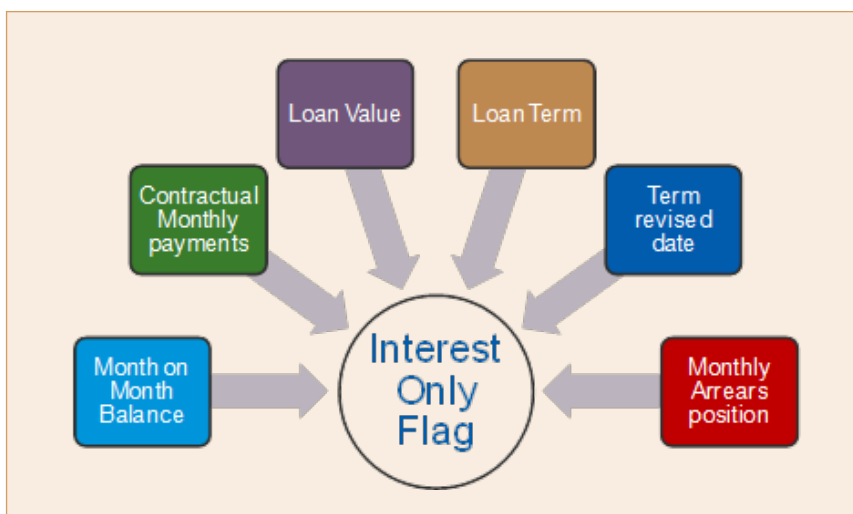 Loan Value
Loan Term
Contractual
Monthly
payments
Term
revised
date
Month on
Month
Balance
Interest
Only
Flag
Monthly
Arrears
position